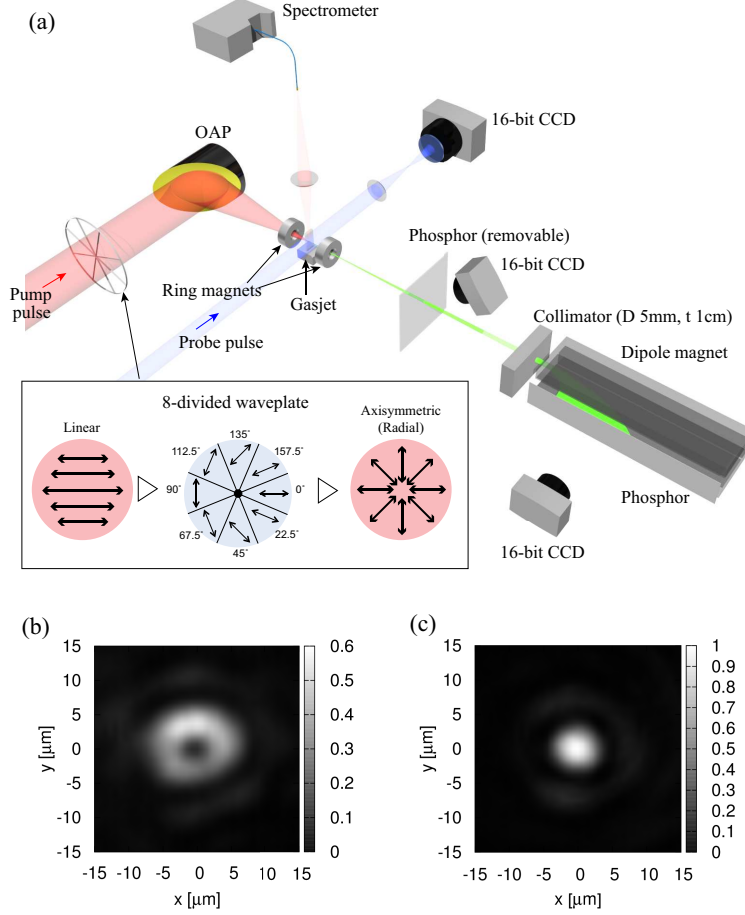 (a)
Spectrometer
16-bit CCD
OAP
Phosphor (removable)
16-bit CCD
Ring magnets
Gasjet
Pump
pulse
Collimator (D 5mm, t 1cm)
Probe pulse
Dipole magnet
8-divided waveplate
Linear
135˚
Axisymmetric
(Radial)
112.5˚
157.5˚
90˚
0˚
67.5˚
22.5˚
45˚
Phosphor
16-bit CCD
(b)
15
10
5
0
-5
-10
-15
y [μm]
-15 -10 -5 0 5 10 15
x [μm]
0.6
0.5
0.4
0.3
0.2
0.1
0
(c)
15
10
5
0
-5
-10
-15
y [μm]
-15 -10 -5 0 5 10 15
x [μm]
1
0.9
0.8
0.7
0.6
0.5
0.4
0.3
0.2
0.1
0